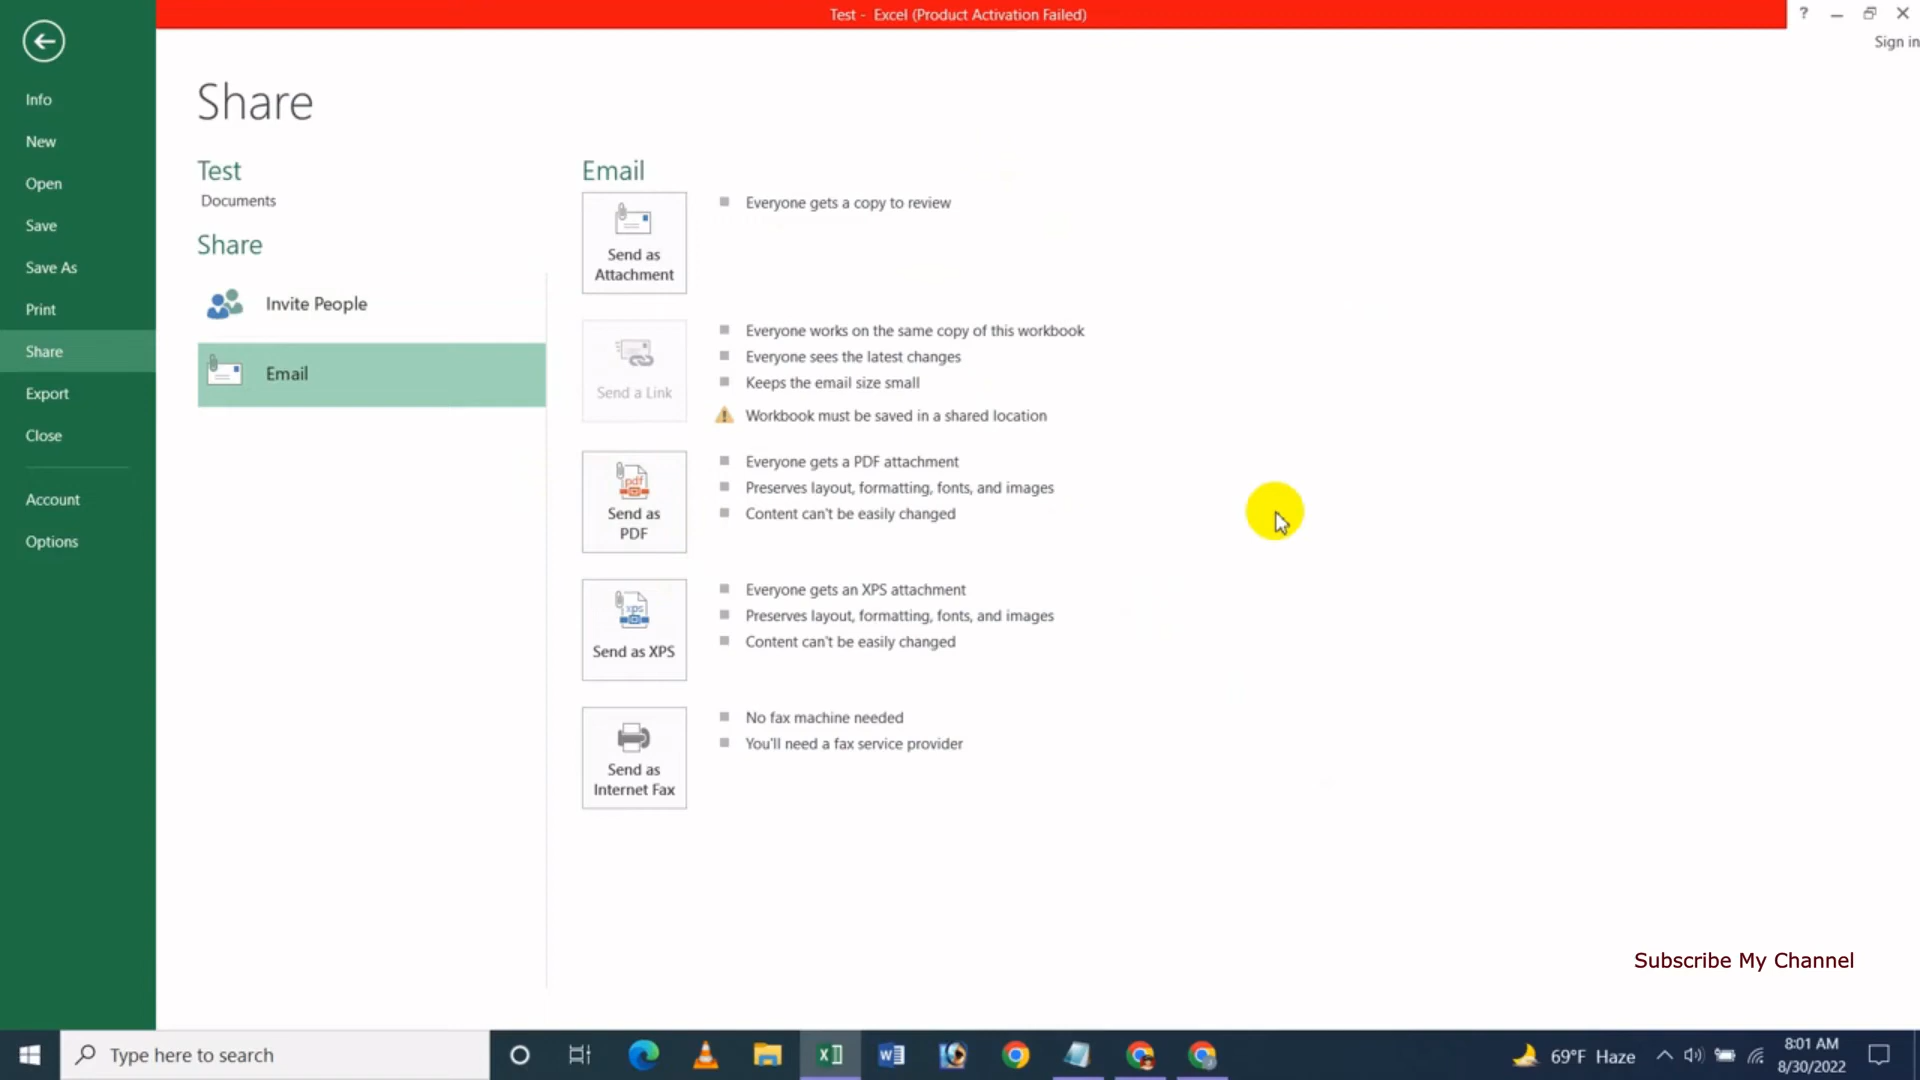 Test - Excel (Product Activation Failed)
?
Sign in
Info
New
Open
Save
Save As
Print
Share
Export
Close
Account
Options
Share
Test
Documents
Share
Invite People
Email
Email
Send as
Attachment
Everyone gets a copy to review
Send a Link
Everyone works on the same copy of this workbook
Everyone sees the latest changes
Keeps the email size small
Workbook must be saved in a shared location
pdf
Send as
PDF
Everyone gets a PDF attachment
Preserves layout, formatting, fonts, and images
Content can't be easily changed
xps
Send as XPS
Everyone gets an XPS attachment
Preserves layout, formatting, fonts, and images
Content can't be easily changed
Send as
Internet Fax
No fax machine needed
You'll need a fax service provider
Subscribe My Channel
Type here to search
69°F Haze
8:01 AM
8/30/2022